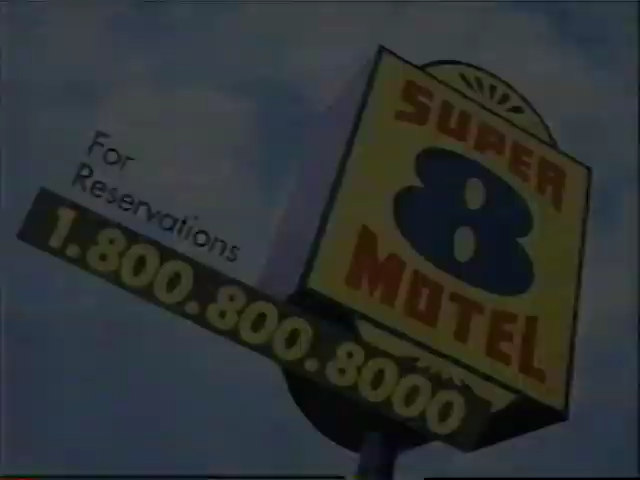 For
Reservations
1.800.800.8000
SUPER
8
MOTEL